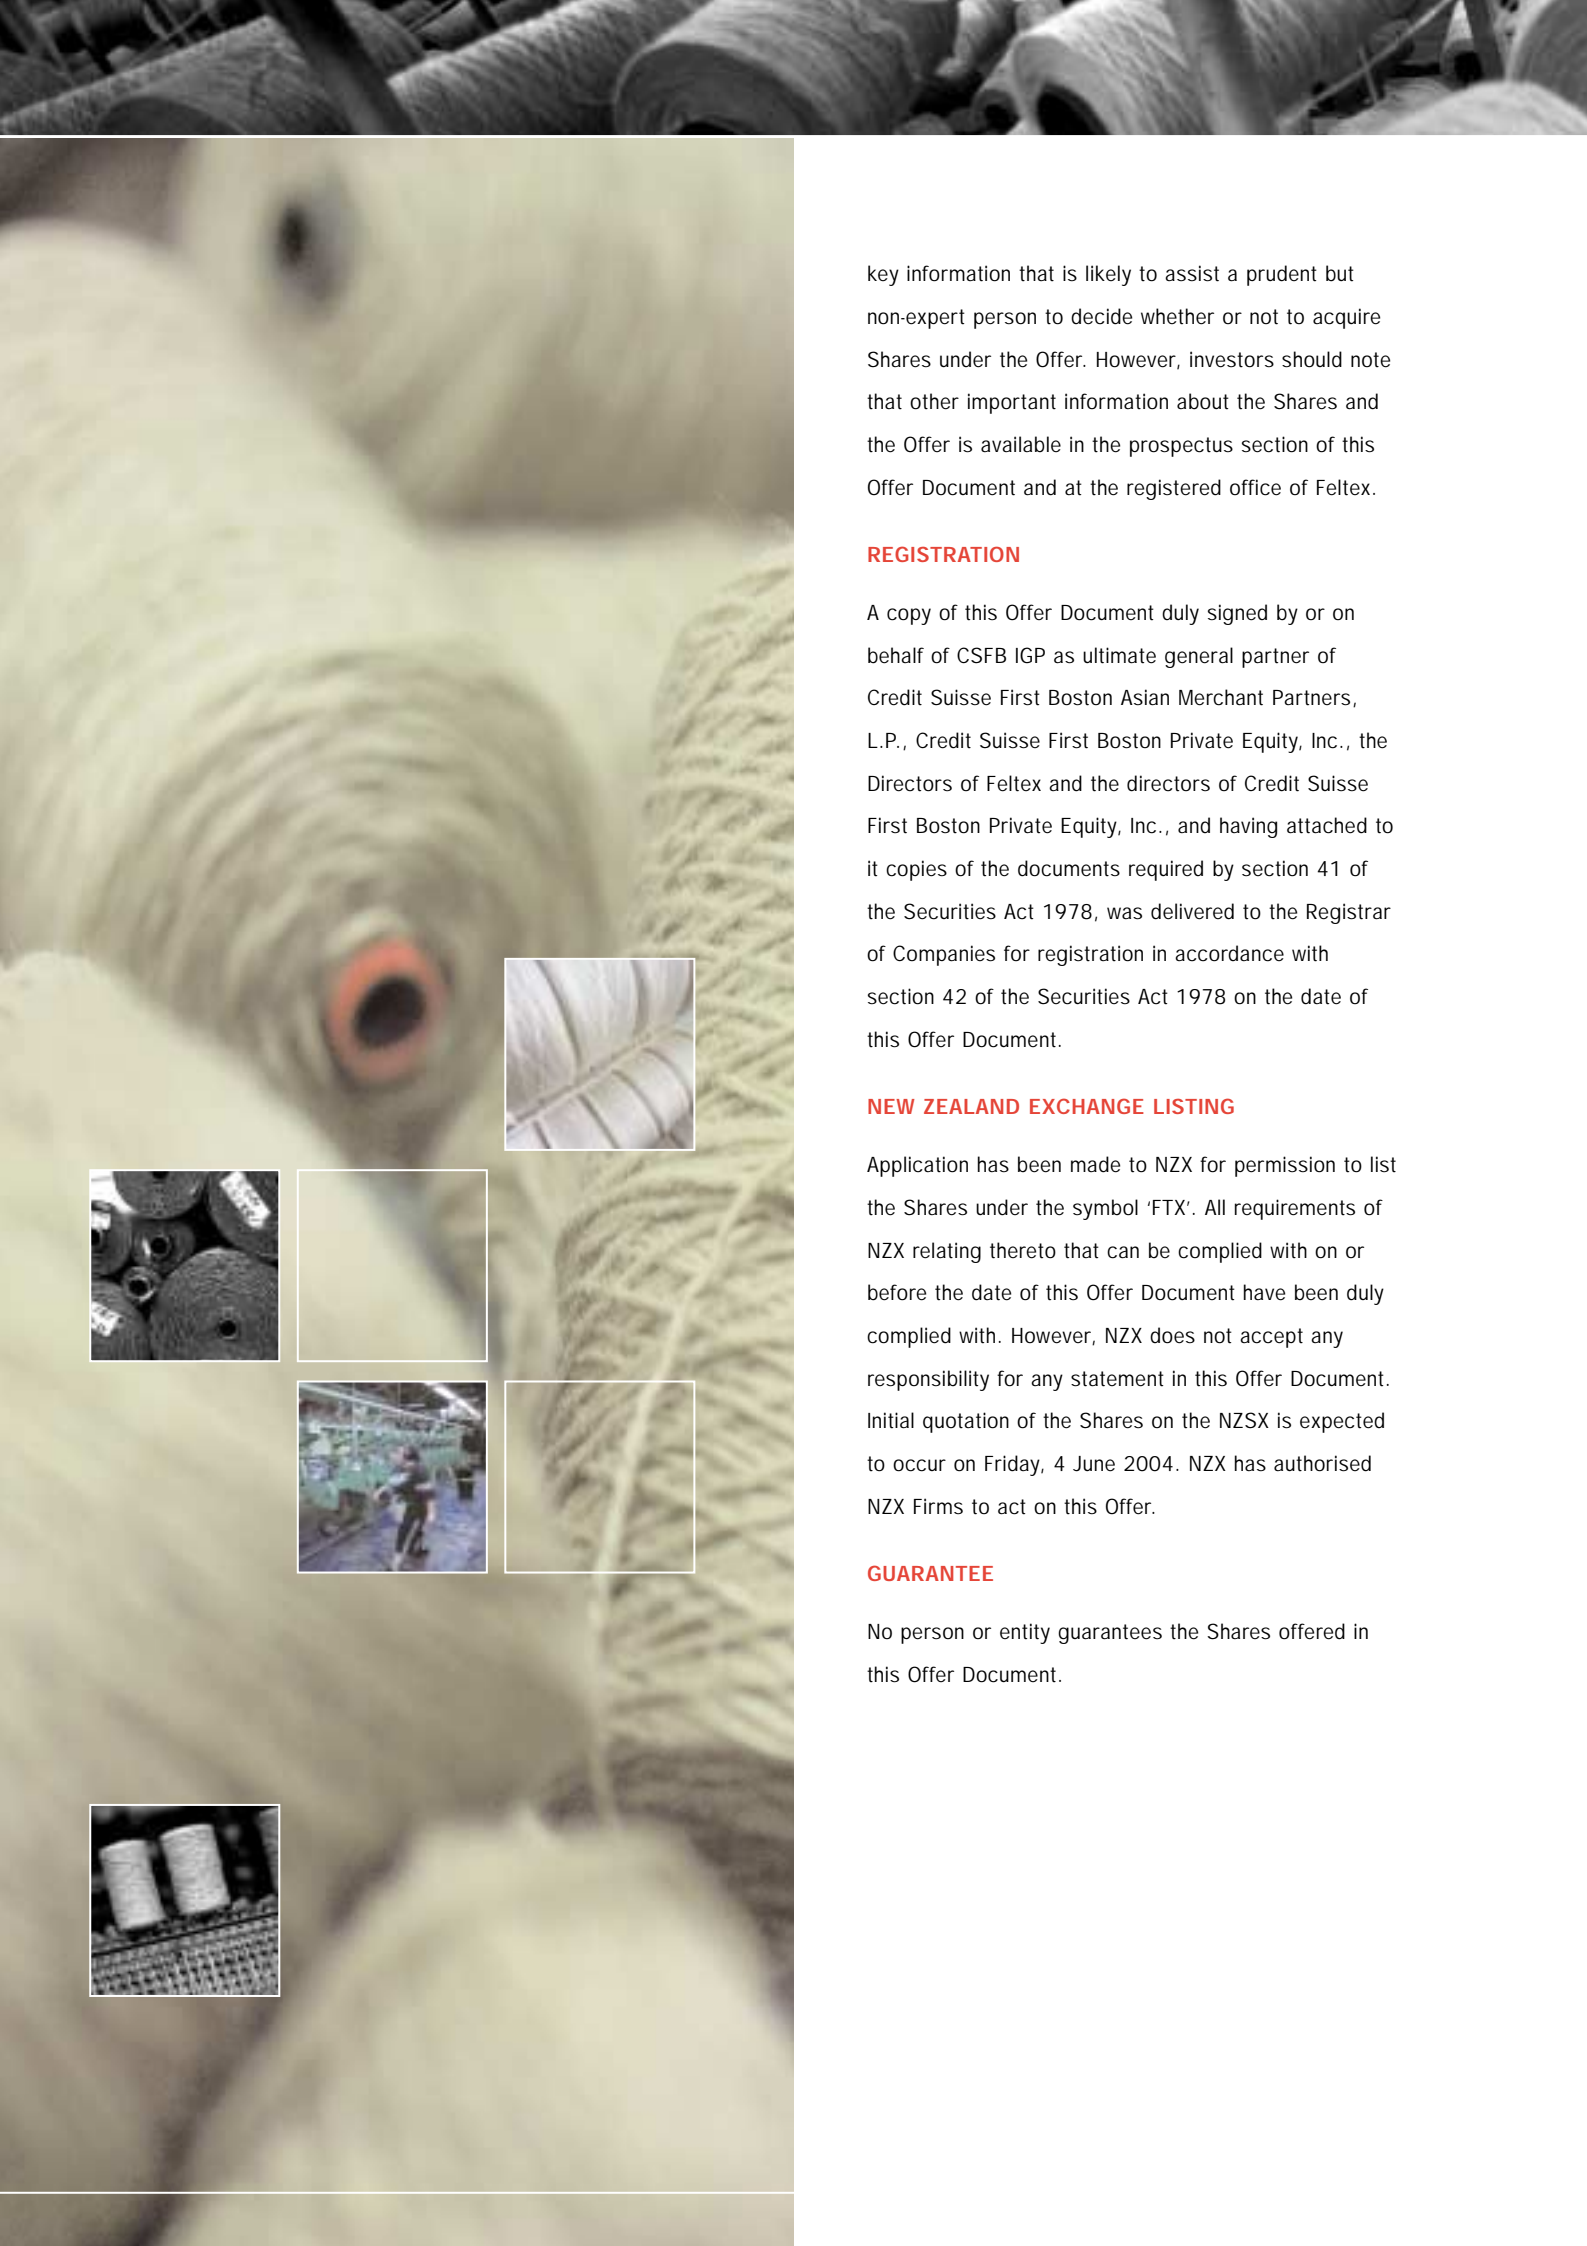 key information that is likely to assist a prudent but
non-expert person to decide whether or not to acquire
Shares under the Offer. However, investors should note
that other important information about the Shares and
the Offer is available in the prospectus section of this
Offer Document and at the registered office of Feltex.
REGISTRATION
A copy of this Offer Document duly signed by or on
behalf of CSFB IGP as ultimate general partner of
Credit Suisse First Boston Asian Merchant Partners,
L.P., Credit Suisse First Boston Private Equity, Inc., the
Directors of Feltex and the directors of Credit Suisse
First Boston Private Equity, Inc., and having attached to
it copies of the documents required by section 41 of
the Securities Act 1978, was delivered to the Registrar
of Companies for registration in accordance with
section 42 of the Securities Act 1978 on the date of
this Offer Document.
NEW ZEALAND EXCHANGE LISTING
Application has been made to NZX for permission to list
the Shares under the symbol ‘FTX’. All requirements of
NZX relating thereto that can be complied with on or
before the date of this Offer Document have been duly
complied with. However, NZX does not accept any
responsibility for any statement in this Offer Document.
Initial quotation of the Shares on the NZSX is expected
to occur on Friday, 4 June 2004. NZX has authorised
NZX Firms to act on this Offer.
GUARANTEE
No person or entity guarantees the Shares offered in
this Offer Document.